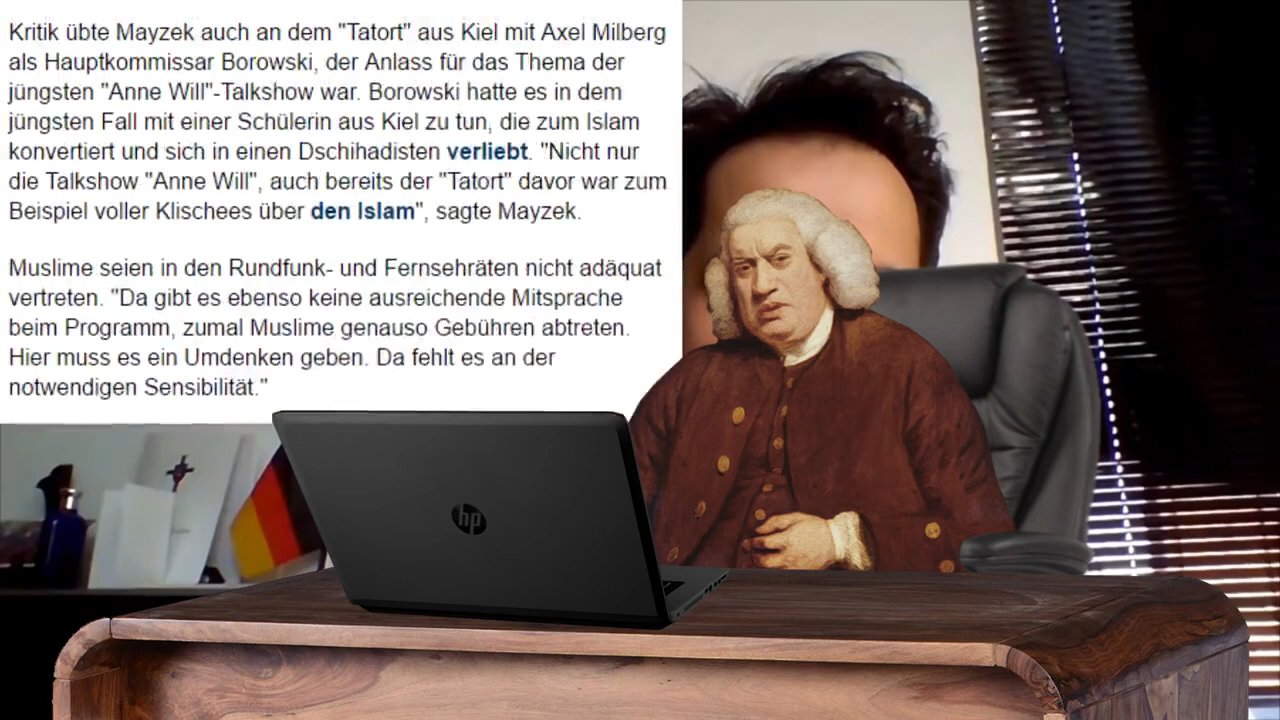 Kritik übte Mayzek auch an dem "Tatort" aus Kiel mit Axel Milberg
als Hauptkommissar Borowski, der Anlass für das Thema der
jüngsten "Anne Will"-Talkshow war. Borowski hatte es in dem
jüngsten Fall mit einer Schülerin aus Kiel zu tun, die zum Islam
konvertiert und sich in einen Dschihadisten verliebt. "Nicht nur
die Talkshow "Anne Will", auch bereits der "Tatort" davor war zum
Beispiel voller Klischees über den Islam", sagte Mayzek.
Muslime seien in den Rundfunk- und Fernsehräten nicht adäquat
vertreten. "Da gibt es ebenso keine ausreichende Mitsprache
beim Programm, zumal Muslime genauso Gebühren abtreten.
Hier muss es ein Umdenken geben. Da fehlt es an der
notwendigen Sensibilität."
hp